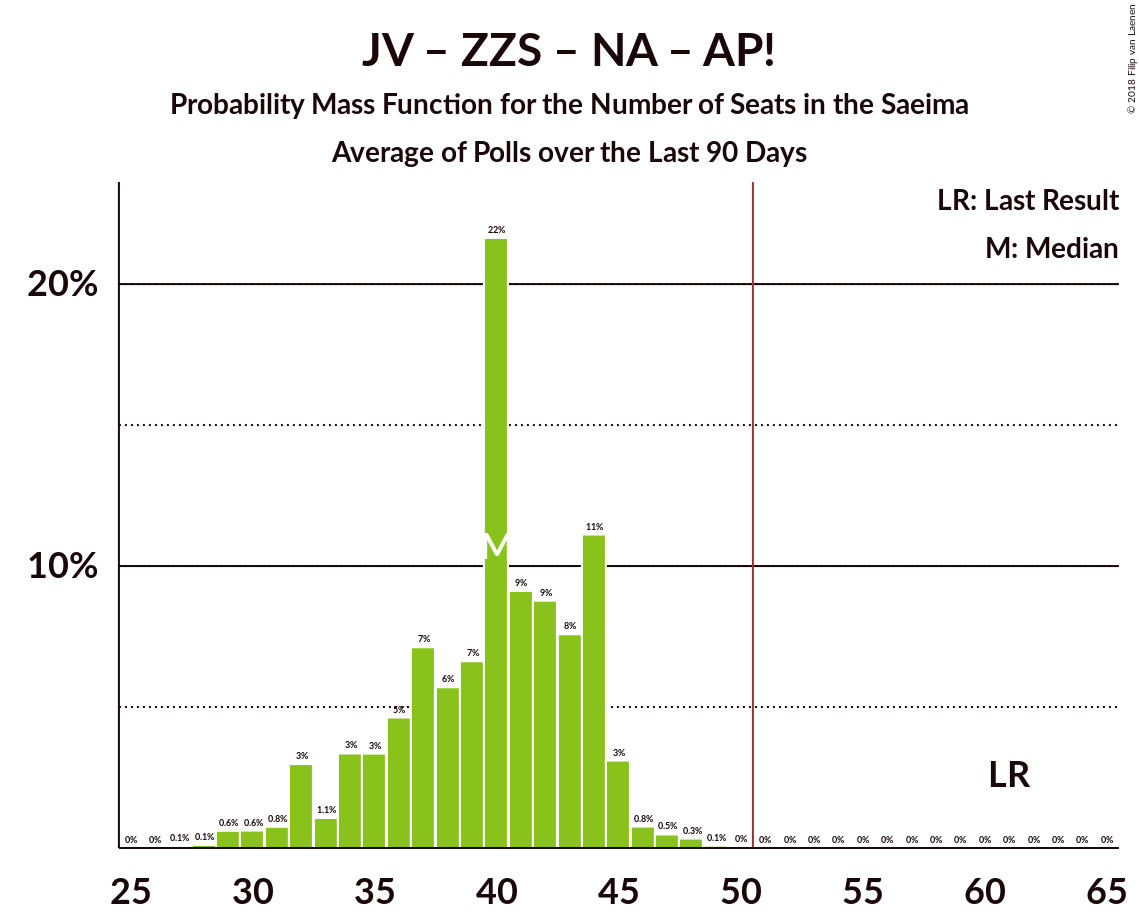 JV – ZZS – NA – AP!
Probability Mass Function for the Number of Seats in the Saeima
Average of Polls over the Last 90 Days
© 2018 Filip van Laenen
LR: Last Result
M: Median
20%
10%
0% 0% 0.1% 0.1% 0.6% 0.6% 0.8% 3% 1.1% 3% 3% 5% 7% 6% 7% 22% 9% 9% 8% 11% 3% 0.8% 0.5% 0.3% 0.1% 0% 0% 0% 0% 0% 0% 0% 0% 0% 0% 0% 0% 0% 0% 0% 0%
M
LR
25 30 35 40 45 50 55 60 65